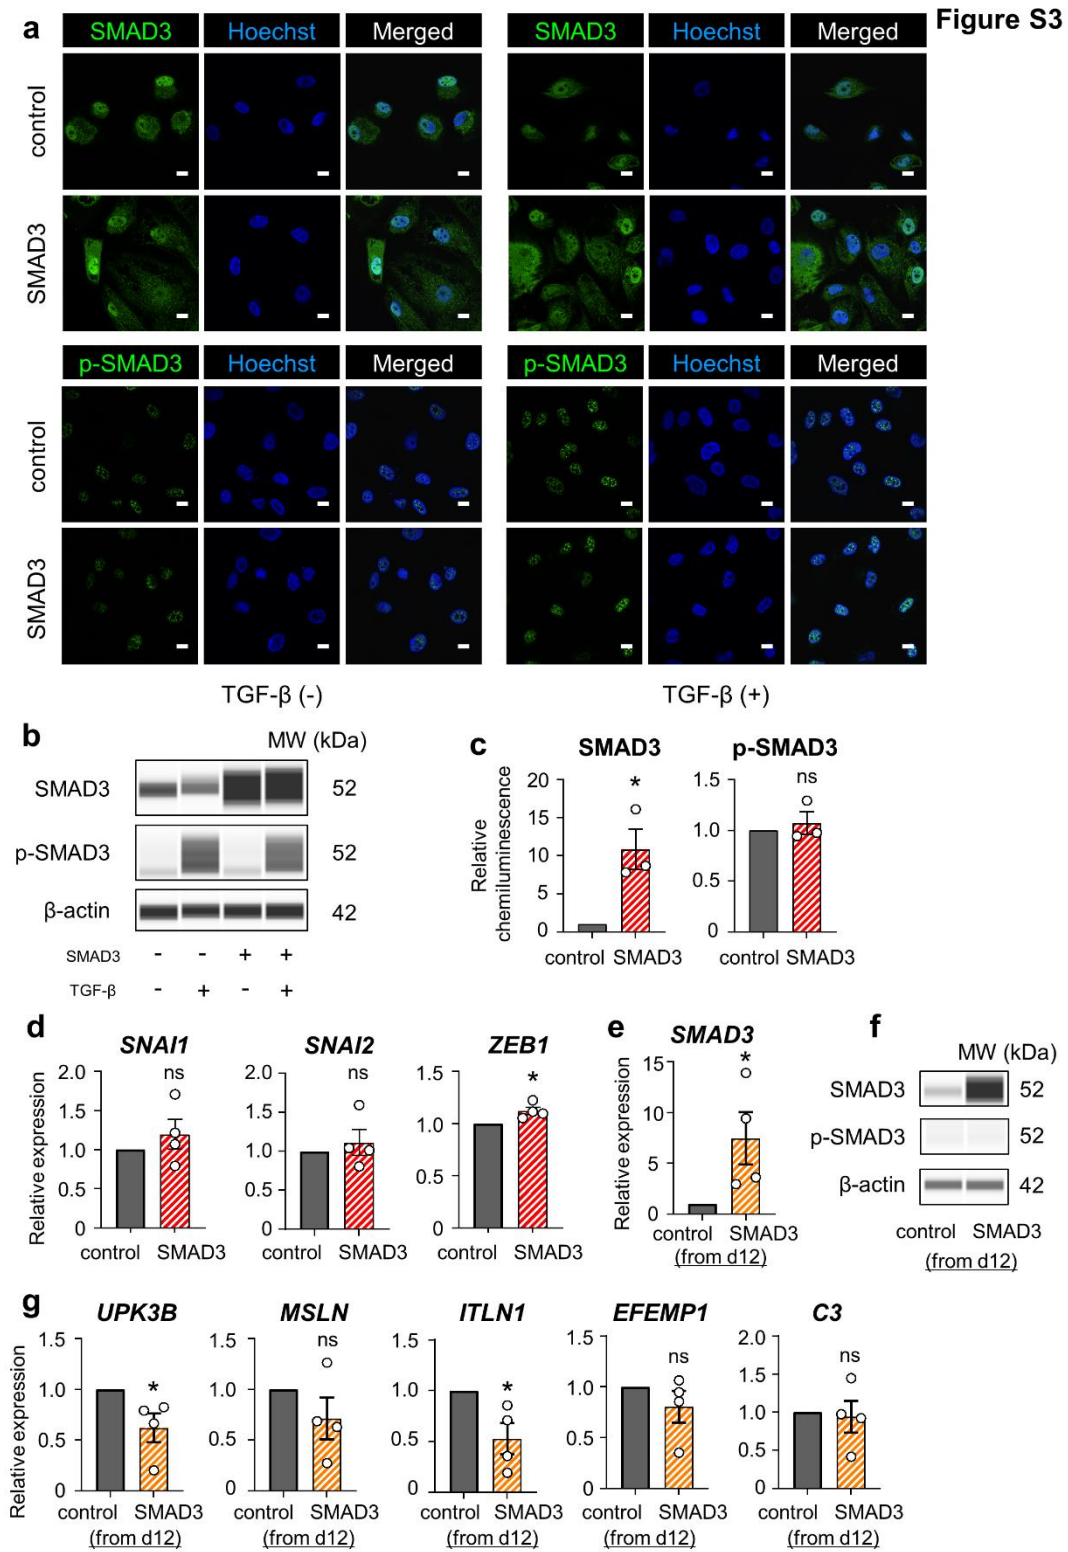 Figure S3
a
SMAD3 Hoechst Merged SMAD3 Hoechst Merged
control
SMAD3
p-SMAD3 Hoechst Merged p-SMAD3 Hoechst Merged
control
SMAD3
TGF-β (-) TGF-β (+)
b
MW (kDa)
SMAD3 52
p-SMAD3 52
β-actin 42
SMAD3 - - + +
TGF-β - + - +
c
SMAD3 p-SMAD3
Relative
chemiluminescence
20
15
10
5
0
*
control SMAD3
1.5
1.0
0.5
0
ns
control SMAD3
d
Relative expression
SNAI1
2.0
1.5
1.0
0.5
0
ns
control SMAD3
SNAI2
2.0
1.5
1.0
0.5
0
ns
control SMAD3
ZEB1
1.5
1.0
0.5
0
*
control SMAD3
e
SMAD3
Relative expression
15
10
5
0
*
control SMAD3
(from d12)
f
MW (kDa)
SMAD3 52
p-SMAD3 52
β-actin 42
control SMAD3
(from d12)
g
Relative expression
UPK3B
1.5
1.0
0.5
0
*
control SMAD3
(from d12)
MSLN
1.5
1.0
0.5
0
ns
control SMAD3
(from d12)
ITLN1
1.5
1.0
0.5
0
*
control SMAD3
(from d12)
EFEMP1
1.5
1.0
0.5
0
ns
control SMAD3
(from d12)
C3
2.0
1.5
1.0
0.5
0
ns
control SMAD3
(from d12)